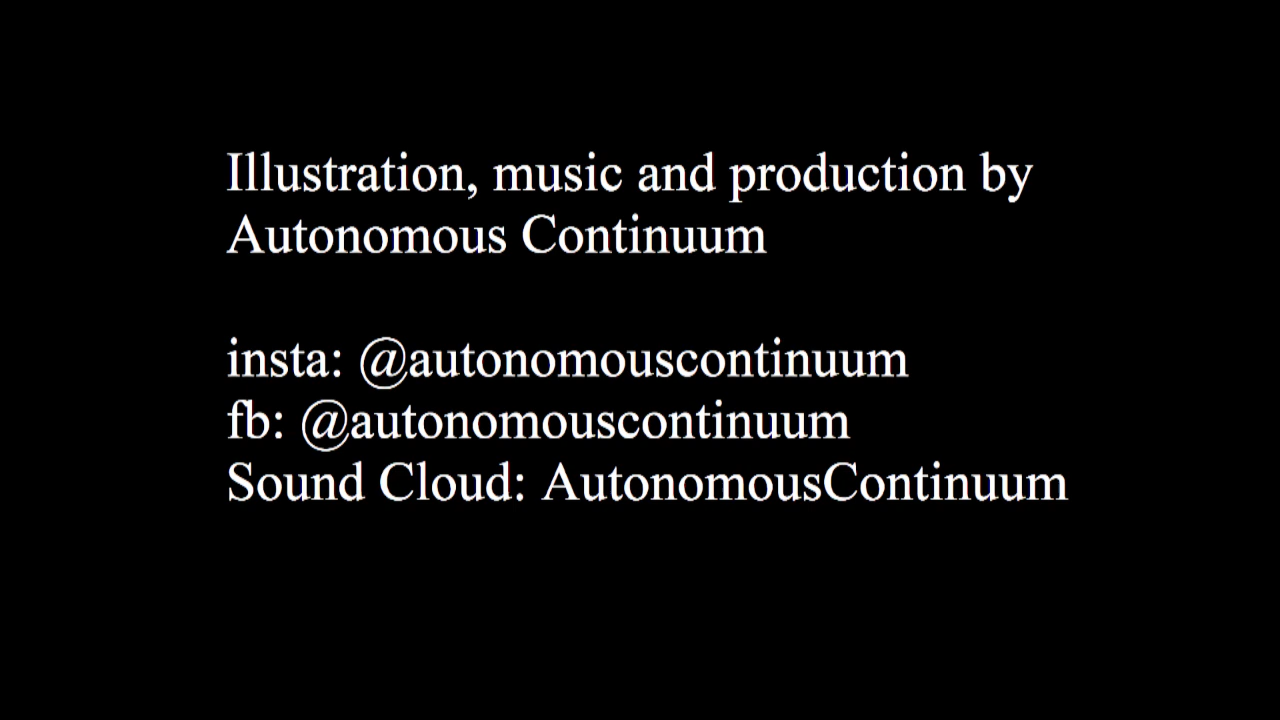 Illustration, music and production by
Autonomous Continuum
insta: @autonomouscontinuum
fb: @autonomouscontinuum
Sound Cloud: AutonomousContinuum